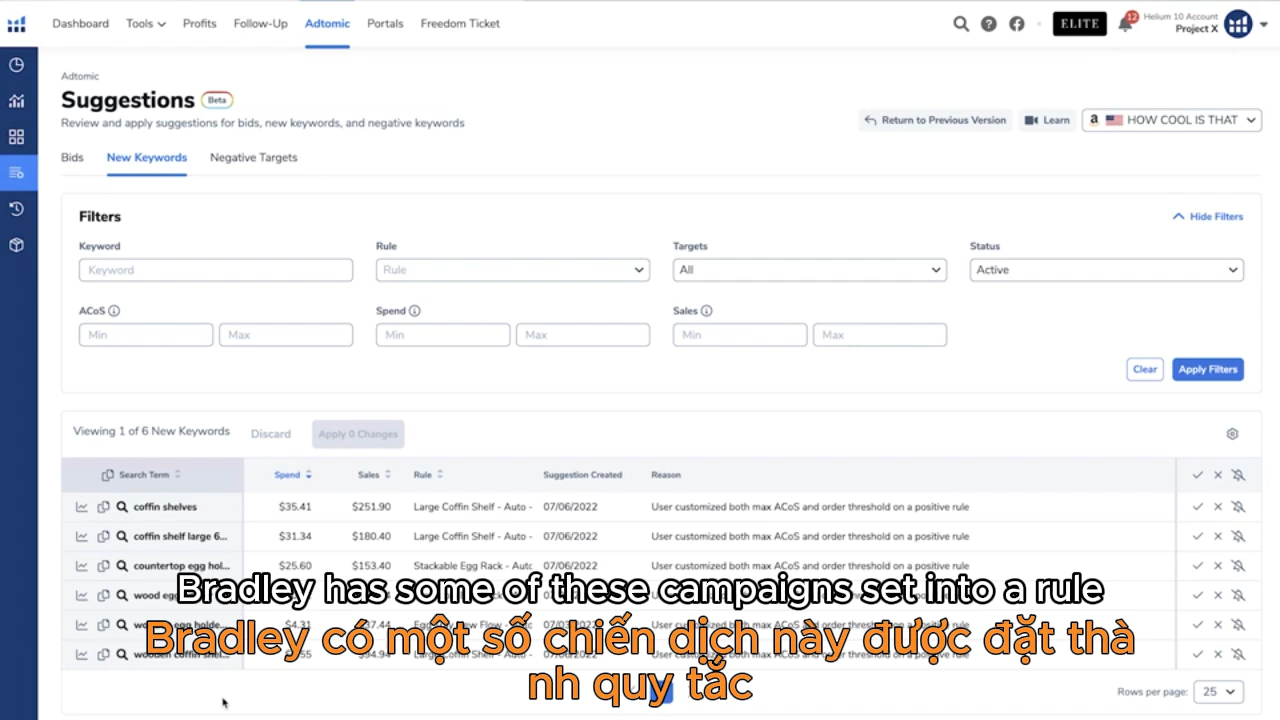 Dashboard Tools Profits Follow-Up Adtomic Portals Freedom Ticket ELITE 12 Helium 10 Account
Project X
Adtomic
Suggestions Beta
Review and apply suggestions for bids, new keywords, and negative keywords
Return to Previous Version Learn a HOW COOL IS THAT
Bids New Keywords Negative Targets
Filters Hide Filters
Keyword Rule Targets Status
Keyword Rule All Active
ACoS Spend Sales
Min Max Min Max Min Max
Clear Apply Filters
Viewing 1 of 6 New Keywords Discard Apply 0 Changes
Search Term Spend Sales Rule Suggestion Created Reason
coffin shelves $35.41 $251.90 Large Coffin Shelf - Auto - 07/06/2022 User customized both max ACoS and order threshold on a positive rule
coffin shelf large 6... $31.34 $180.40 Large Coffin Shelf - Auto - 07/06/2022 User customized both max ACoS and order threshold on a positive rule
countertop egg hol... $25.60 $153.40 Stackable Egg Rack - Autc 07/06/2022 User customized both max ACoS and order threshold on a positive rule
Bradley has some of these campaigns set into a rule
Bradley có một số chiến dịch này được đặt thà
nh quy tắc
Rows per page: 25